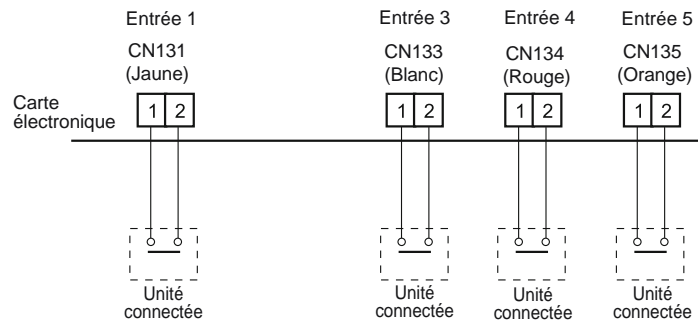 Entrée 1 Entrée 3 Entrée 4 Entrée 5
CN131 CN133 CN134 CN135
(Jaune) (Blanc) (Rouge) (Orange)
Carte
électronique
1 2 1 2 1 2 1 2
Unité Unité Unité Unité
connectée connectée connectée connectée